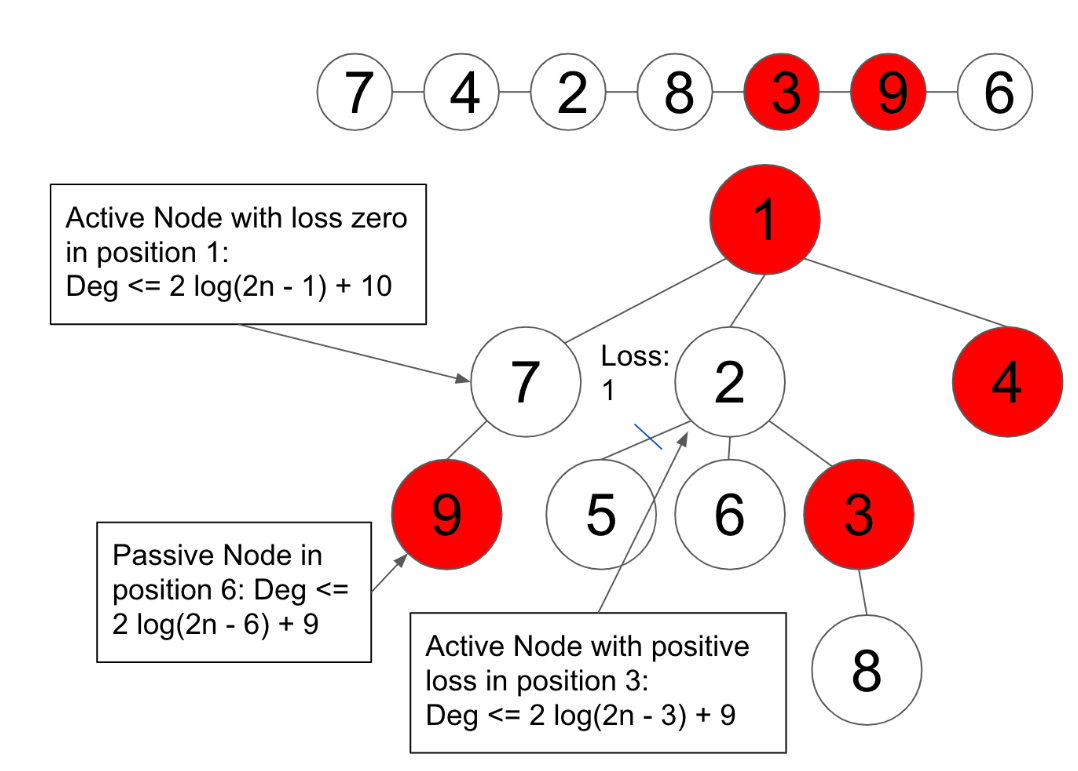 7 4 2 8 3 9 6
Active Node with loss zero
in position 1:
Deg <= 2 log(2n - 1) + 10
1
Loss:
1
7
2
4
9
5
6
3
Passive Node in
position 6: Deg <=
2 log(2n - 6) + 9
Active Node with positive
loss in position 3:
Deg <= 2 log(2n - 3) + 9
8